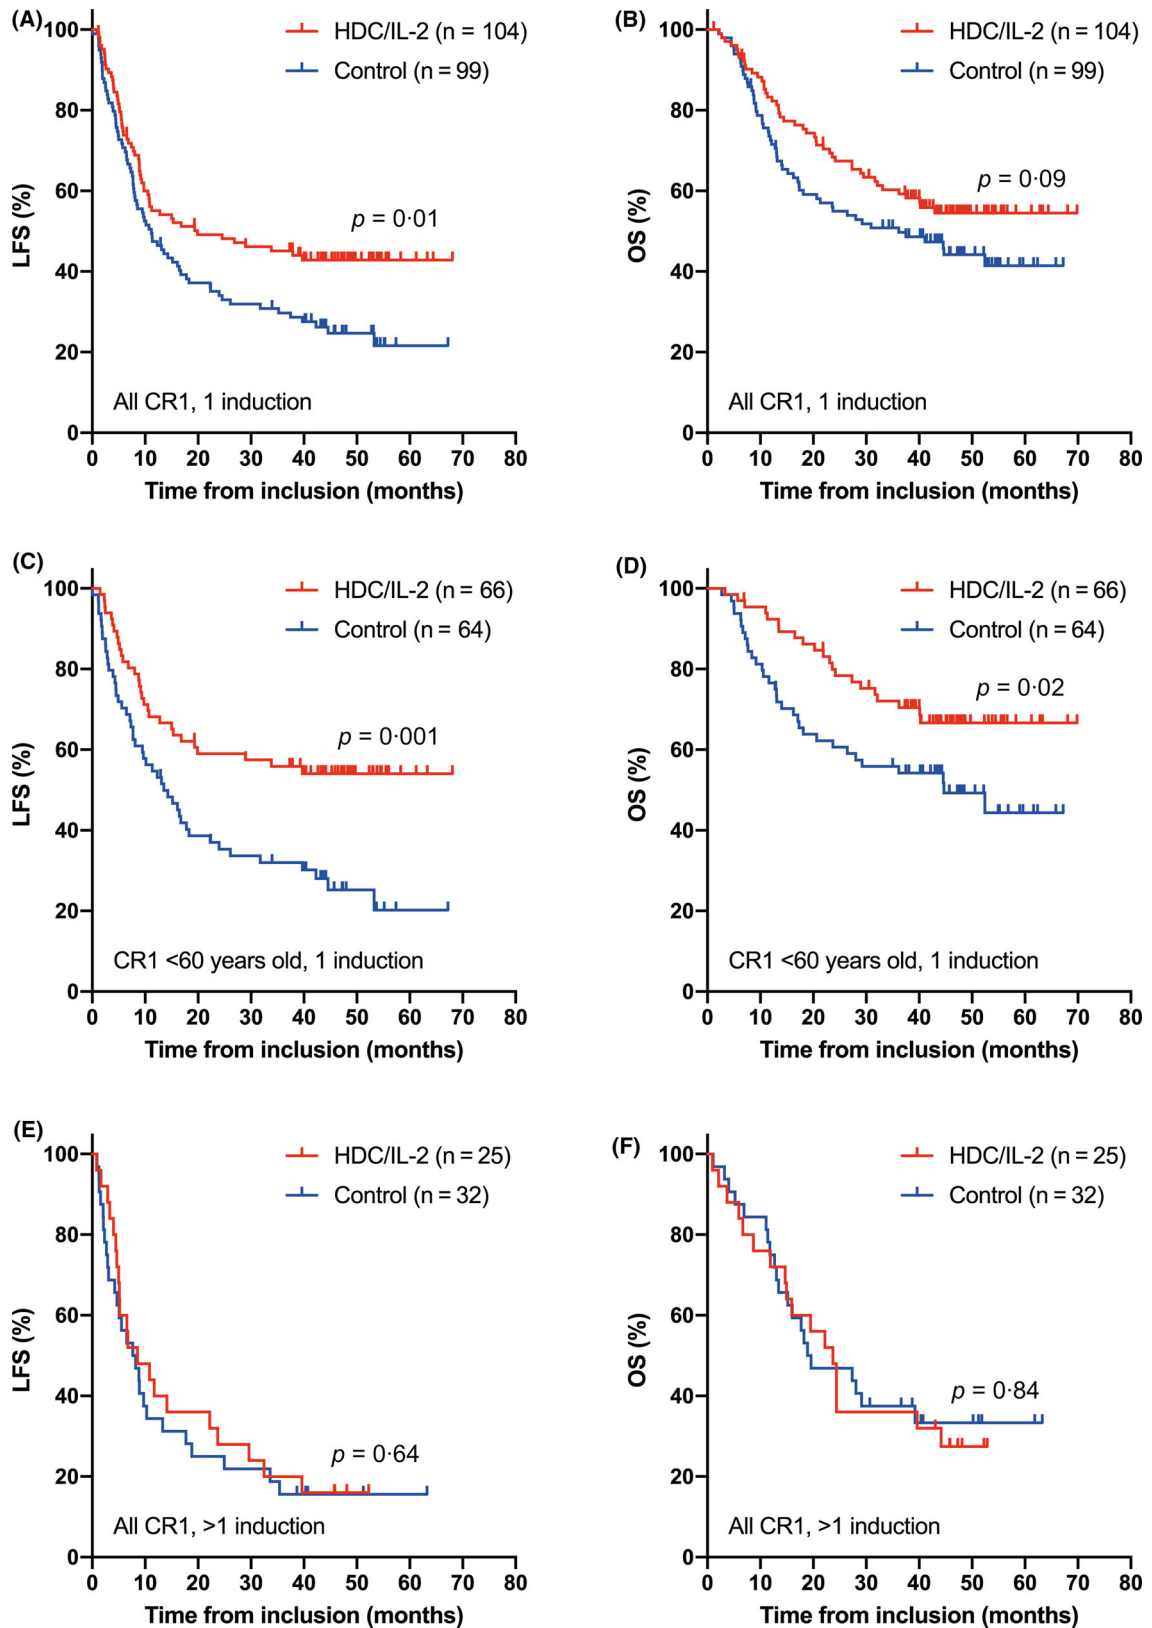 (A)
HDC/IL-2 (n = 104)
Control (n = 99)
100
80
60
40
20
0
LFS (%)
p = 0·01
All CR1, 1 induction
0 10 20 30 40 50 60 70 80
Time from inclusion (months)
(B)
HDC/IL-2 (n = 104)
Control (n = 99)
100
80
60
40
20
0
OS (%)
p = 0·09
All CR1, 1 induction
0 10 20 30 40 50 60 70 80
Time from inclusion (months)
(C)
HDC/IL-2 (n = 66)
Control (n = 64)
100
80
60
40
20
0
LFS (%)
p = 0·001
CR1 <60 years old, 1 induction
0 10 20 30 40 50 60 70 80
Time from inclusion (months)
(D)
HDC/IL-2 (n = 66)
Control (n = 64)
100
80
60
40
20
0
OS (%)
p = 0·02
CR1 <60 years old, 1 induction
0 10 20 30 40 50 60 70 80
Time from inclusion (months)
(E)
HDC/IL-2 (n = 25)
Control (n = 32)
100
80
60
40
20
0
LFS (%)
p = 0·64
All CR1, >1 induction
0 10 20 30 40 50 60 70 80
Time from inclusion (months)
(F)
HDC/IL-2 (n = 25)
Control (n = 32)
100
80
60
40
20
0
OS (%)
p = 0·84
All CR1, >1 induction
0 10 20 30 40 50 60 70 80
Time from inclusion (months)